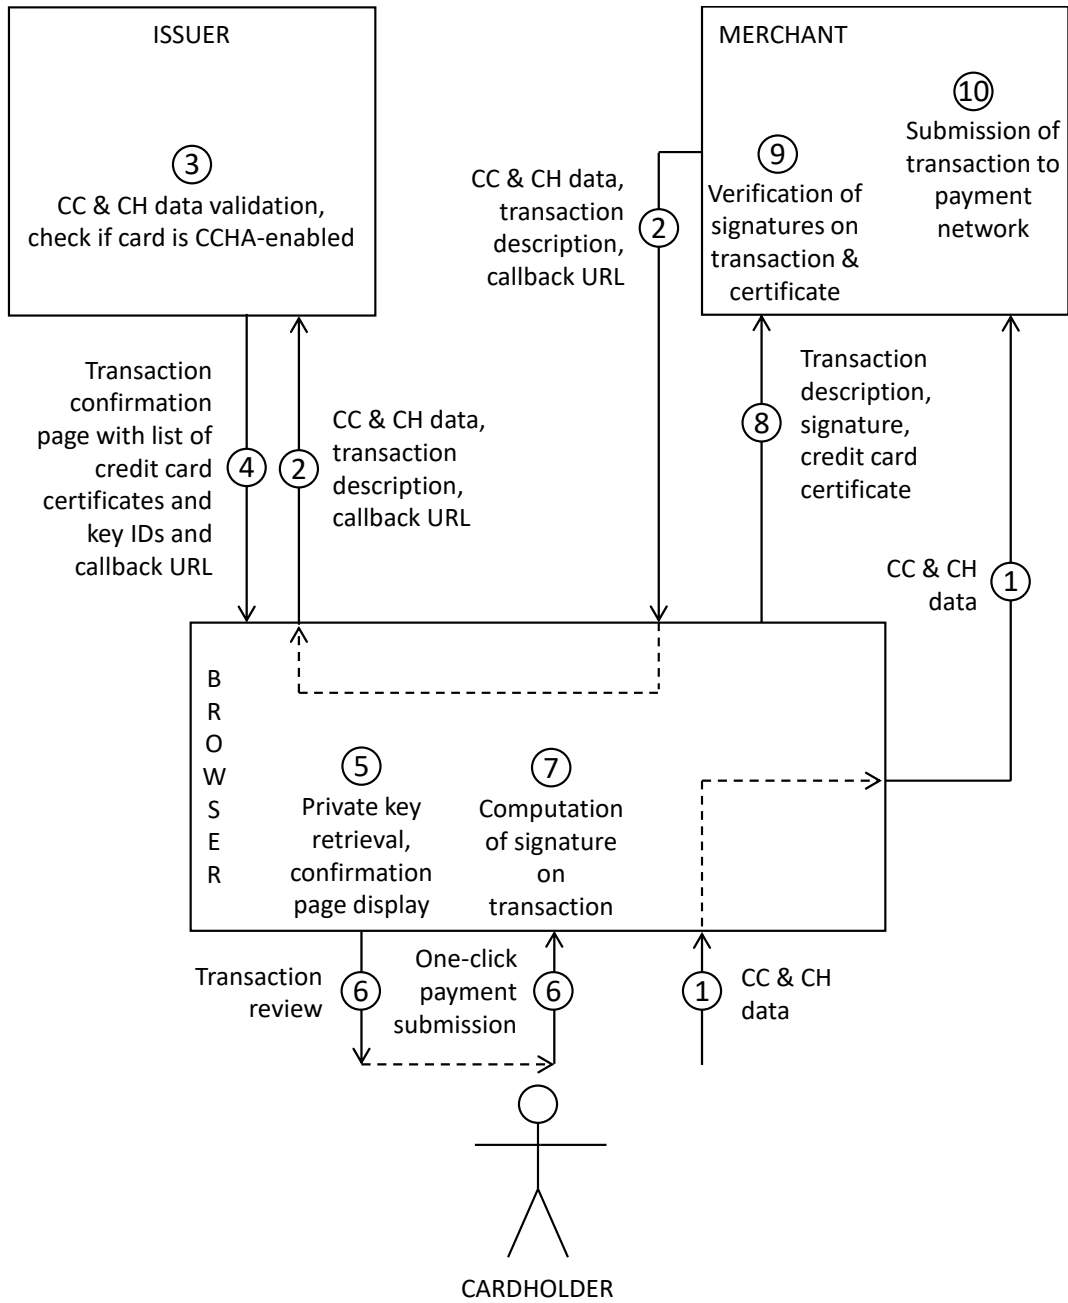 ISSUER
3
CC & CH data validation,
check if card is CCHA-enabled
MERCHANT
10
Submission of
transaction to
payment
network
9
Verification of
signatures on
transaction &
certificate
CC & CH data,
transaction
description,
callback URL
2
Transaction
confirmation
page with list of
credit card
certificates and
key IDs and
callback URL
4
2
CC & CH data,
transaction
description,
callback URL
8
Transaction
description,
signature,
credit card
certificate
CC & CH
data
1
B
R
O
W
S
E
R
5
Private key
retrieval,
confirmation
page display
7
Computation
of signature
on
transaction
Transaction
review
6
One-click
payment
submission
6
1
CC & CH
data
CARDHOLDER